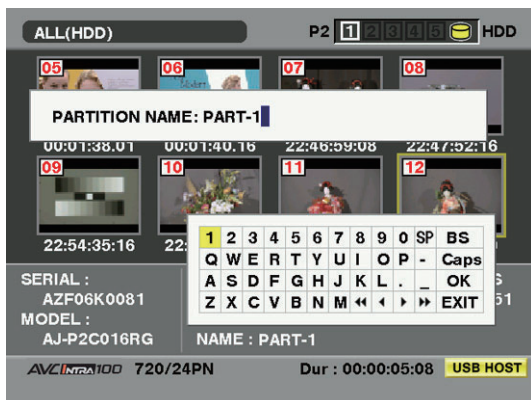 ALL(HDD) P2 1 2 3 4 5 HDD
05 06 07 08
PARTITION NAME: PART-1
00:01:38.01 00:01:40.16 22:46:59:08 22:47:52:16
09 10 11 12
22:54:35:16 22:
1 2 3 4 5 6 7 8 9 0 SP BS
Q W E R T Y U I O P - Caps
A S D F G H J K L . _ OK
Z X C V B N M EXIT
SERIAL : S
AZF06K0081 51
MODEL :
AJ-P2C016RG NAME : PART-1
AVC INTRA 100 720/24PN Dur : 00:00:05:08 USB HOST